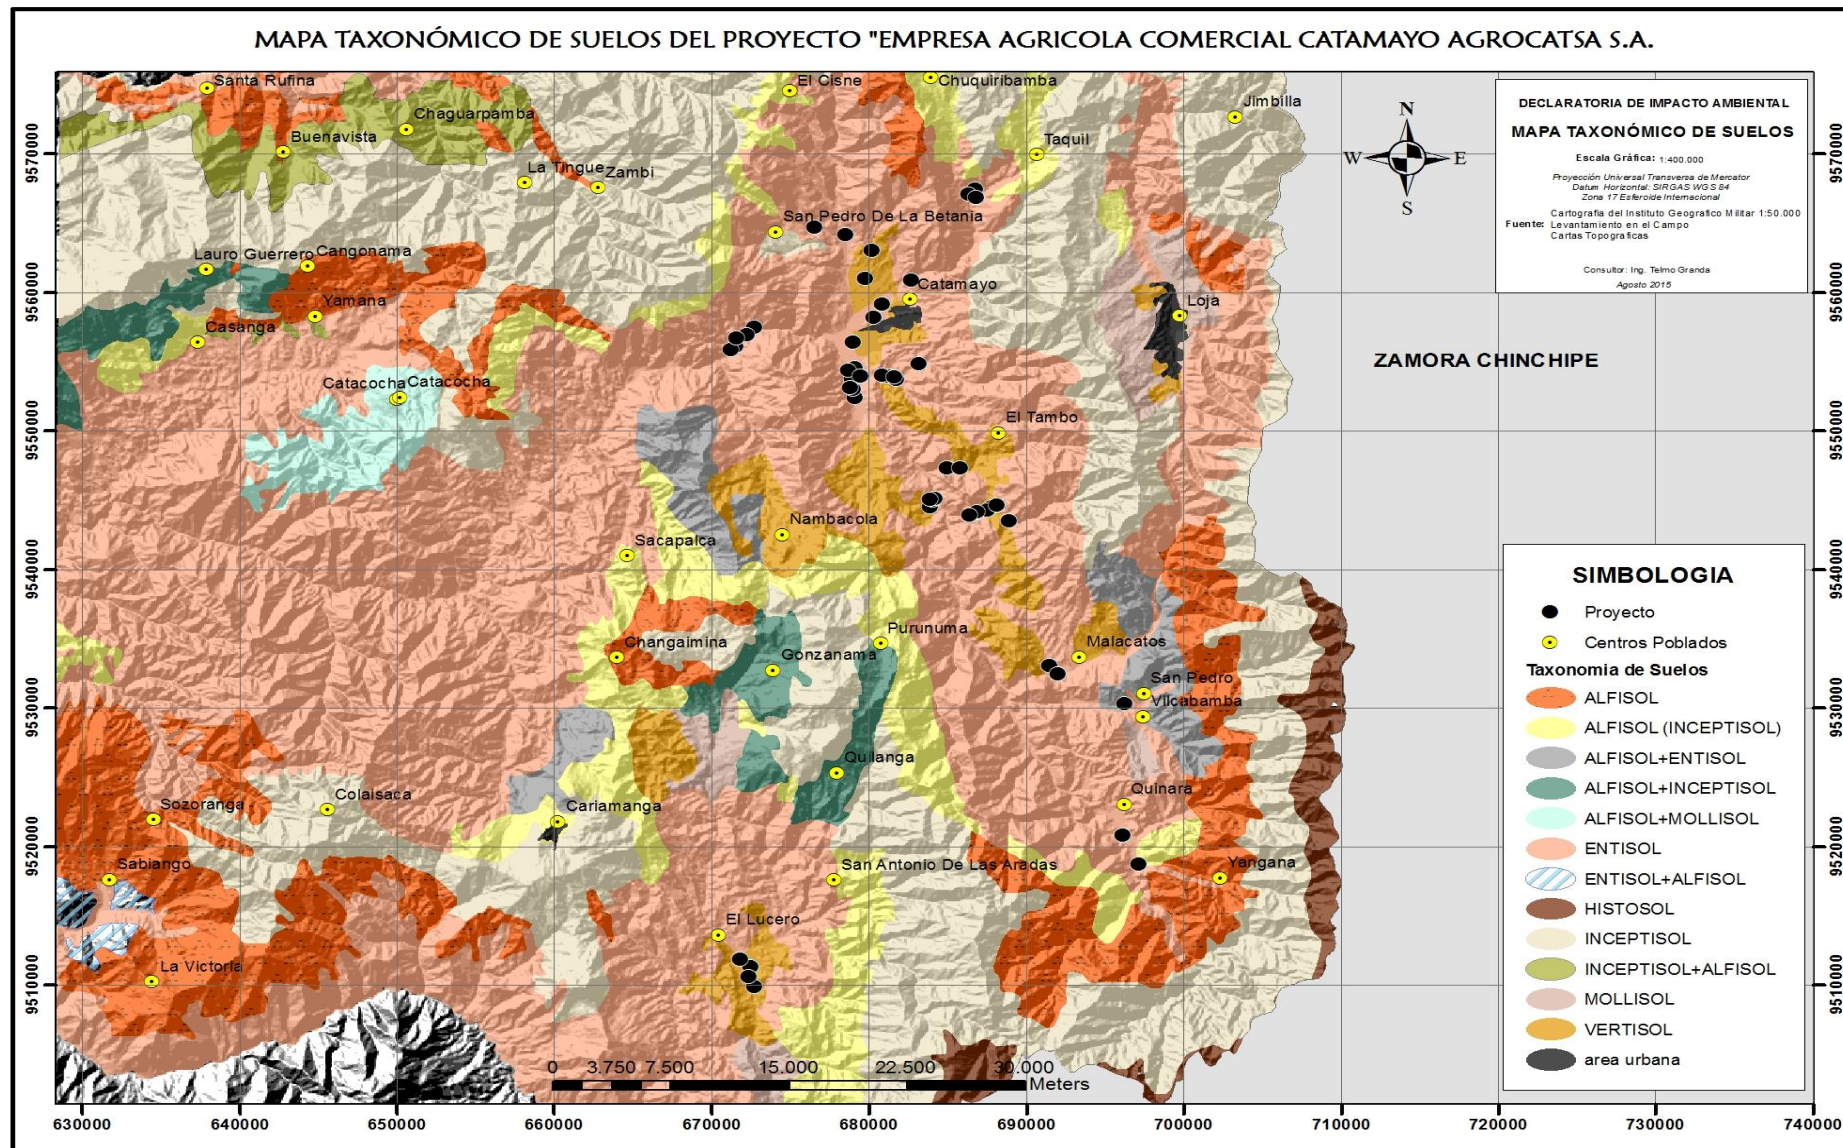 MAPA TAXONÓMICO DE SUELOS DEL PROYECTO "EMPRESA AGRICOLA COMERCIAL CATAMAYO AGROCATSA S.A.
DECLARATORIA DE IMPACTO AMBIENTAL
MAPA TAXONÓMICO DE SUELOS
Escala Gráfica: 1:400.000
Proyección Universal Transversa de Mercator
Datum Horizontal: SIRGAS WGS 84
Zona 17 Esferoide Internacional
Fuente: Cartografia del Instituto Geografico Militar 1:50.000
Levantamiento en el Campo
Cartas Topograficas
Consultor: Ing. Telmo Granda
Agosto 2015
N
W E
S
Santa Rufina
El Cisne
Chuquiribamba
Jimbilla
Chaguarpamba
Buenavista
Taquil
La Tingue
Zambi
San Pedro De La Betania
Lauro Guerrero
Cangonama
Catamayo
Yamana
Loja
Casanga
ZAMORA CHINCHIPE
Catacocha
Catacocha
El Tambo
Nambacola
Sacapalca
Purunuma
Changaimina
Malacatos
Gonzanama
San Pedro
Vilcabamba
Quilanga
Quinara
Colaisaca
Sozoranga
Cariamanga
Sabiango
San Antonio De Las Aradas
Yangana
El Lucero
La Victoria
SIMBOLOGIA
Proyecto
Centros Poblados
Taxonomia de Suelos
ALFISOL
ALFISOL (INCEPTISOL)
ALFISOL+ENTISOL
ALFISOL+INCEPTISOL
ALFISOL+MOLLISOL
ENTISOL
ENTISOL+ALFISOL
HISTOSOL
INCEPTISOL
INCEPTISOL+ALFISOL
MOLLISOL
VERTISOL
area urbana
0 3.750 7.500 15.000 22.500 30.000
Meters
9570000
9560000
9550000
9540000
9530000
9520000
9510000
9570000
9560000
9550000
9540000
9530000
9520000
9510000
630000 640000 650000 660000 670000 680000 690000 700000 710000 720000 730000 740000